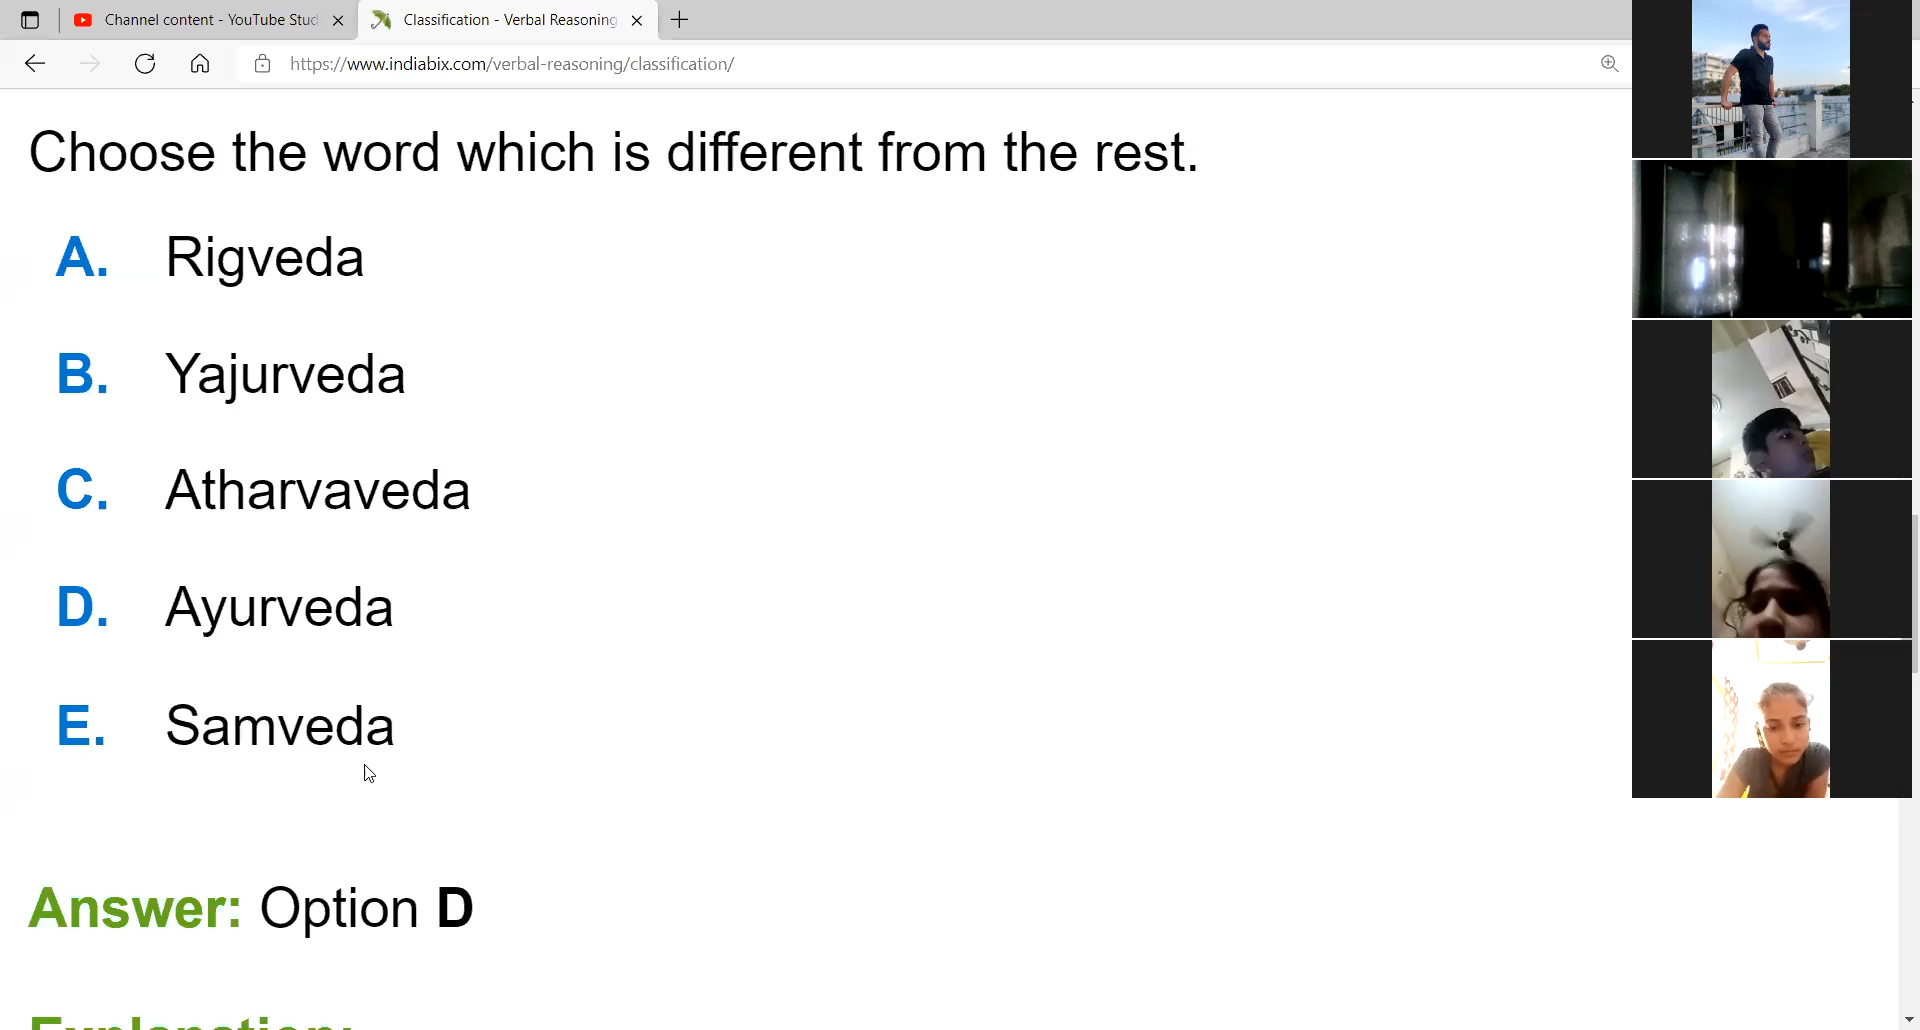 Channel content - YouTube Stud
Classification - Verbal Reasoning
https://www.indiabix.com/verbal-reasoning/classification/
Choose the word which is different from the rest.
A. Rigveda
B. Yajurveda
C. Atharvaveda
D. Ayurveda
E. Samveda
Answer: Option D
Explanation: